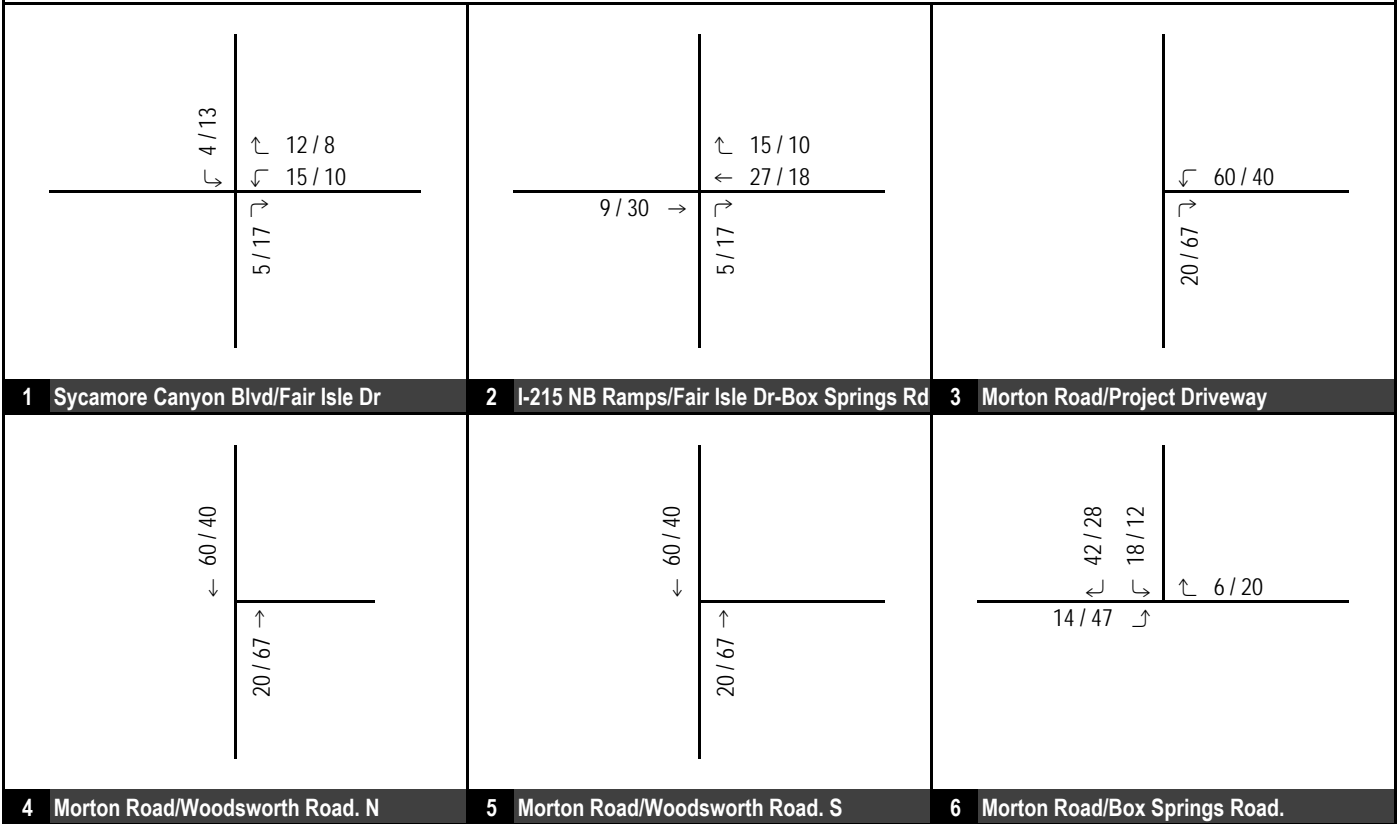 4 / 13
12 / 8
15 / 10
5 / 17
1 Sycamore Canyon Blvd/Fair Isle Dr
15 / 10
27 / 18
9 / 30
5 / 17
2 I-215 NB Ramps/Fair Isle Dr-Box Springs Rd
60 / 40
20 / 67
3 Morton Road/Project Driveway
60 / 40
20 / 67
4 Morton Road/Woodsworth Road. N
60 / 40
20 / 67
5 Morton Road/Woodsworth Road. S
42 / 28
18 / 12
6 / 20
14 / 47
6 Morton Road/Box Springs Road.